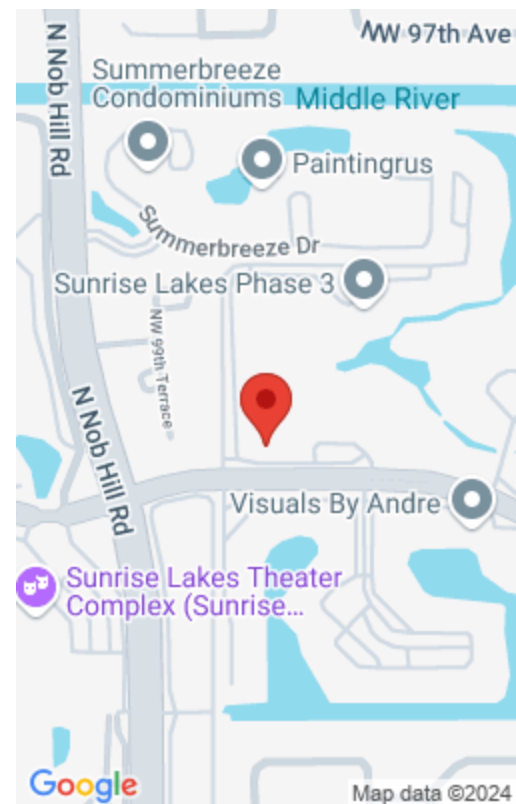 NW 97th Ave
N Nob Hill Rd
Summerbreeze
Condominiums
Middle River
Paintingrus
Summerbreeze Dr
Sunrise Lakes Phase 3
NW 99th Terrace
N Nob Hill Rd
Visuals By Andre
Sunrise Lakes Theater
Complex (Sunrise...
Google
Map data ©2024